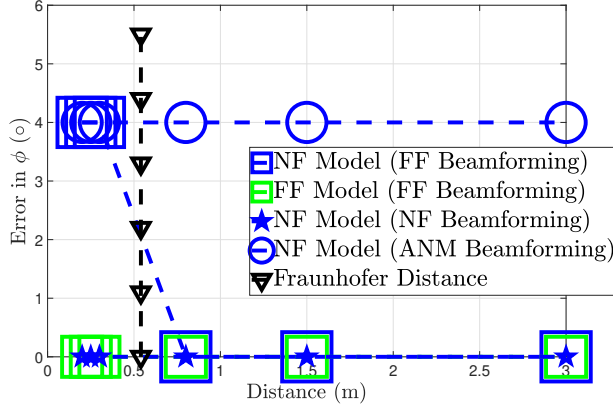 6
5
4
3
2
1
0
Error in ϕ (○)
NF Model (FF Beamforming)
FF Model (FF Beamforming)
NF Model (NF Beamforming)
NF Model (ANM Beamforming)
Fraunhofer Distance
0 0.5 1 1.5 2 2.5 3
Distance (m)